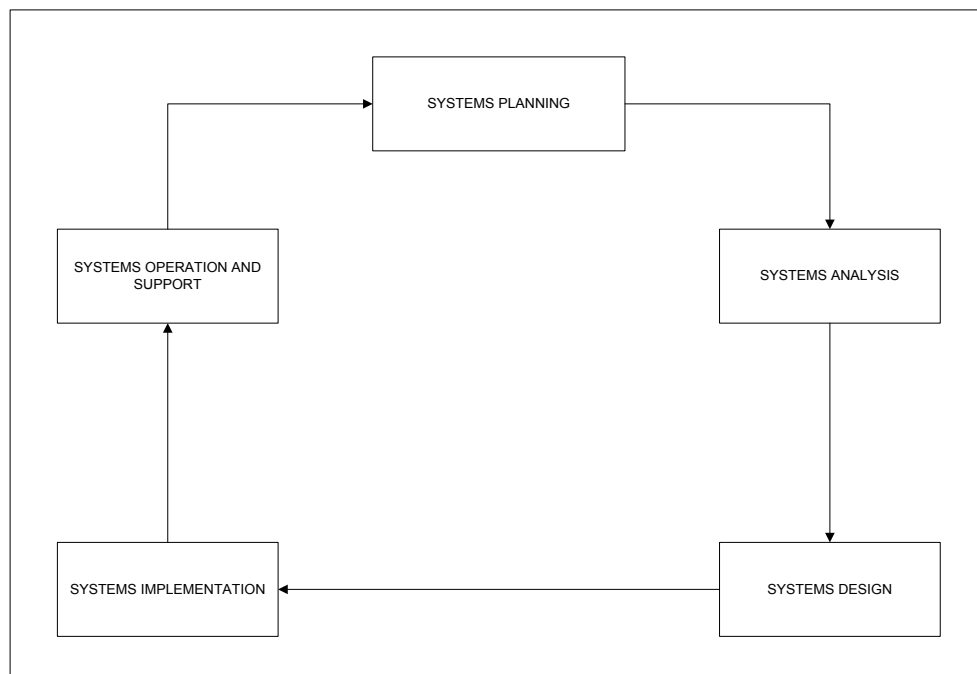 SYSTEMS PLANNING
SYSTEMS OPERATION AND
SUPPORT
SYSTEMS ANALYSIS
SYSTEMS IMPLEMENTATION
SYSTEMS DESIGN